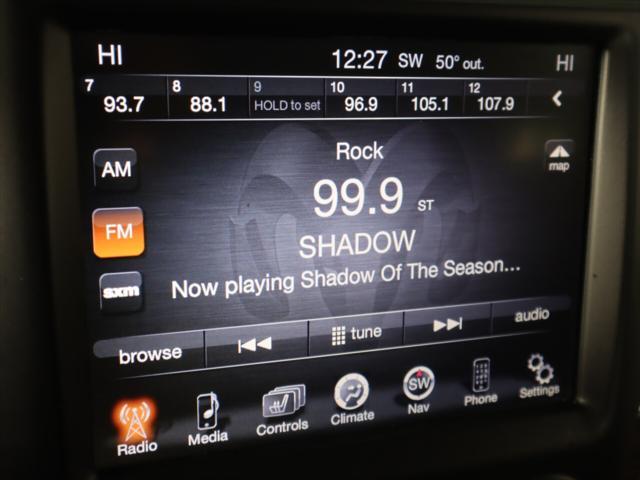 HI 12:27 SW 50° out. HI
7 8 9 10 11 12
93.7 88.1 HOLD to set 96.9 105.1 107.9
AM
FM
sxm
Rock
99.9 ST
SHADOW
Now playing Shadow Of The Season...
map
browse tune audio
Radio Media Controls Climate SW Nav Phone Settings